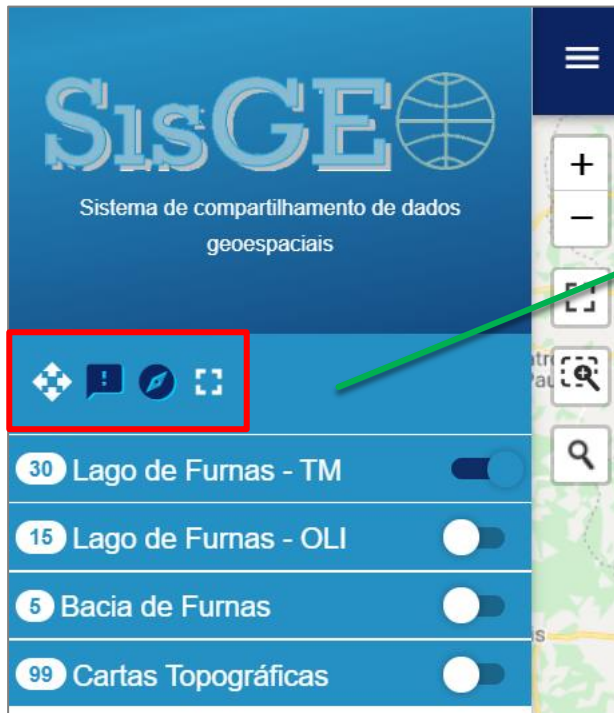 SISGEO
Sistema de compartilhamento de dados
geoespaciais
30 Lago de Furnas - TM
15 Lago de Furnas - OLI
5 Bacia de Furnas
99 Cartas Topográficas